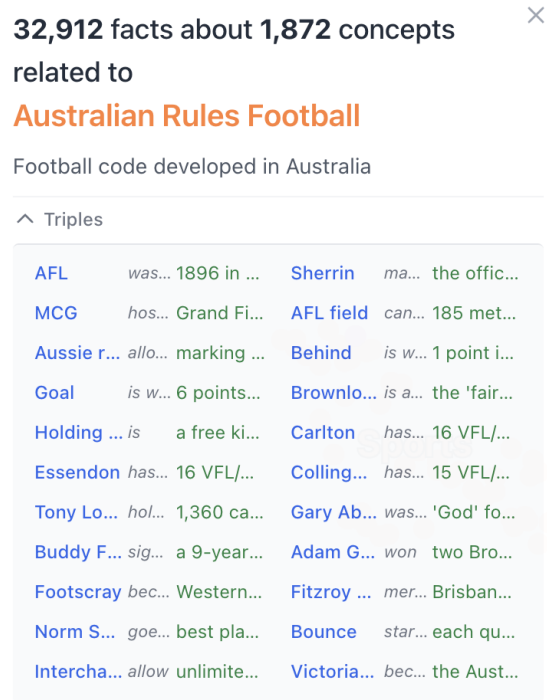 32,912 facts about 1,872 concepts
related to
Australian Rules Football
Football code developed in Australia
Triples
AFL was... 1896 in ... Sherrin ma... the offic...
MCG hos... Grand Fi... AFL field can... 185 met...
Aussie r... allo... marking ... Behind is w... 1 point i...
Goal is w... 6 points... Brownlo... is a... the 'fair...
Holding ... is a free ki... Carlton has... 16 VFL/...
Essendon has... 16 VFL/... Colling... has... 15 VFL/...
Tony Lo... hol... 1,360 ca... Gary Ab... was... 'God' fo...
Buddy F... sig... a 9-year... Adam G... won two Bro...
Footscray bec... Western... Fitzroy ... mer... Brisban...
Norm S... goe... best pla... Bounce star... each qu...
Intercha... allow unlimite... Victoria... bec... the Aust...